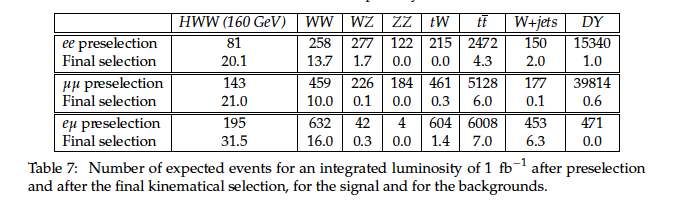 HWW (160 GeV) WW WZ ZZ tW tt̄ W+jets DY
ee preselection 81 258 277 122 215 2472 150 15340
Final selection 20.1 13.7 1.7 0.0 0.0 4.3 2.0 1.0
μμ preselection 143 459 226 184 461 5128 177 39814
Final selection 21.0 10.0 0.1 0.0 0.3 6.0 0.1 0.6
eμ preselection 195 632 42 4 604 6008 453 471
Final selection 31.5 16.0 0.3 0.0 1.4 7.0 6.3 0.0
Table 7: Number of expected events for an integrated luminosity of 1 fb⁻¹ after preselection
and after the final kinematical selection, for the signal and for the backgrounds.